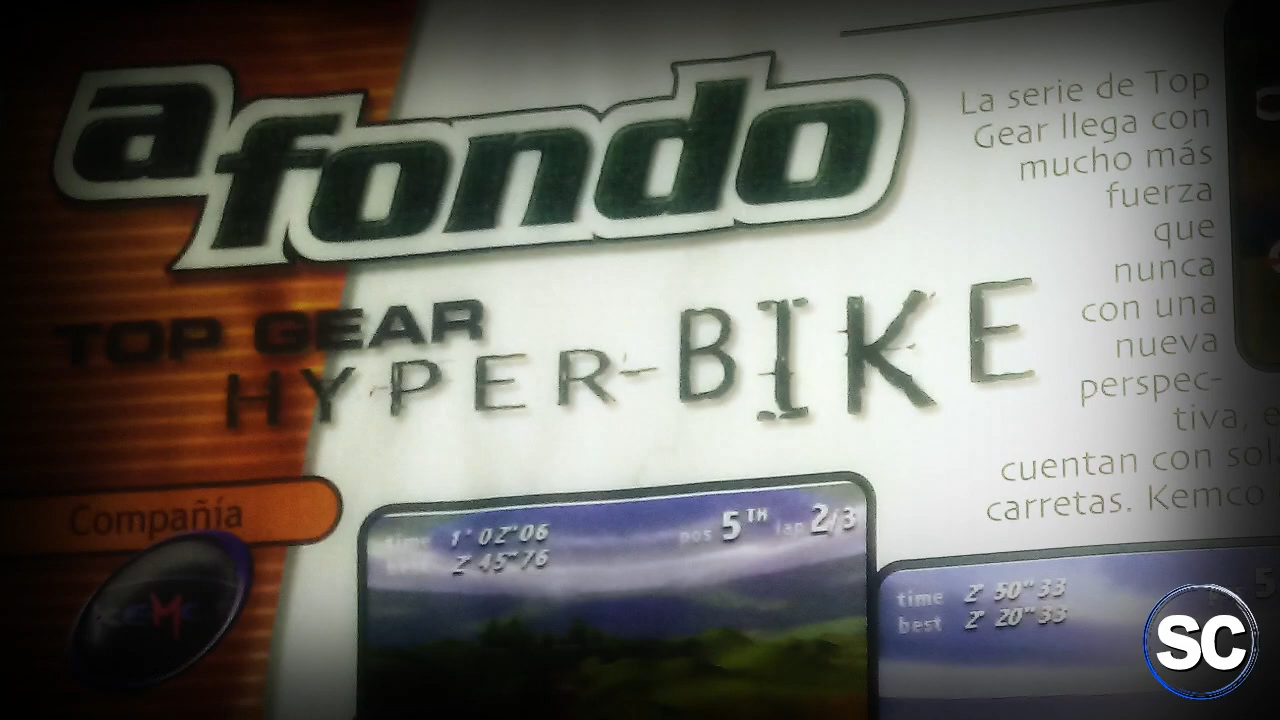 a fondo
TOP GEAR
HYPER-BIKE
La serie de Top
Gear llega con
mucho más
fuerza
que
nunca
con una
nueva
perspec-
tiva,
cuentan con
carretas. Kemco
Compañía
time 1'02"06
best 2'45"76
pos 5TH lap 2/3
time 2'50"33
best 2'20"33
5
SC